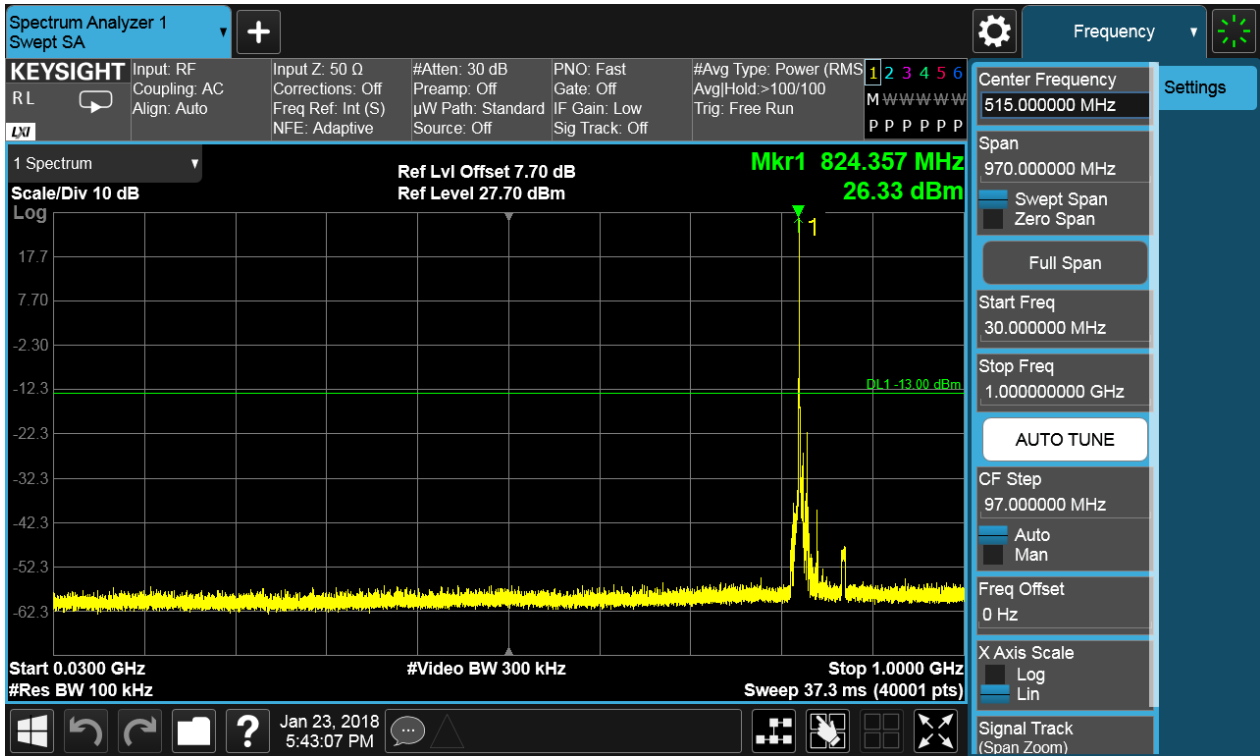 Spectrum Analyzer 1
Swept SA
+
Frequency
KEYSIGHT
RL
LXI
Input: RF
Coupling: AC
Align: Auto
Input Z: 50 Ω
Corrections: Off
Freq Ref: Int (S)
NFE: Adaptive
#Atten: 30 dB
Preamp: Off
µW Path: Standard
Source: Off
PNO: Fast
Gate: Off
IF Gain: Low
Sig Track: Off
#Avg Type: Power (RMS
Avg|Hold:>100/100
Trig: Free Run
1 2 3 4 5 6
M W W W W W
P P P P P P
1 Spectrum
Scale/Div 10 dB
Log
Ref Lvl Offset 7.70 dB
Ref Level 27.70 dBm
Mkr1 824.357 MHz
26.33 dBm
1
17.7
7.70
-2.30
-12.3
DL1 -13.00 dBm
-22.3
-32.3
-42.3
-52.3
-62.3
Start 0.0300 GHz
#Res BW 100 kHz
#Video BW 300 kHz
Stop 1.0000 GHz
Sweep 37.3 ms (40001 pts)
Center Frequency
515.000000 MHz
Settings
Span
970.000000 MHz
Swept Span
Zero Span
Full Span
Start Freq
30.000000 MHz
Stop Freq
1.000000000 GHz
AUTO TUNE
CF Step
97.000000 MHz
Auto
Man
Freq Offset
0 Hz
X Axis Scale
Log
Lin
Signal Track
(Span Zoom)
?
Jan 23, 2018
5:43:07 PM